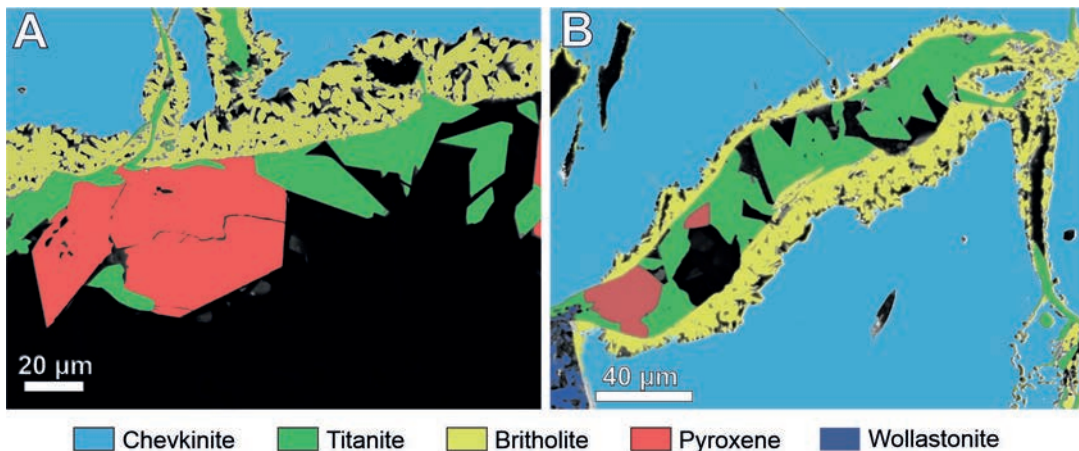 A
B
20 µm
40 µm
Chevkinite
Titanite
Britholite
Pyroxene
Wollastonite